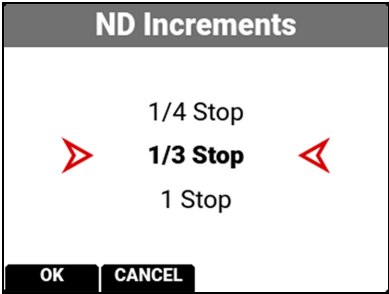 ND Increments
1/4 Stop
1/3 Stop
1 Stop
OK CANCEL